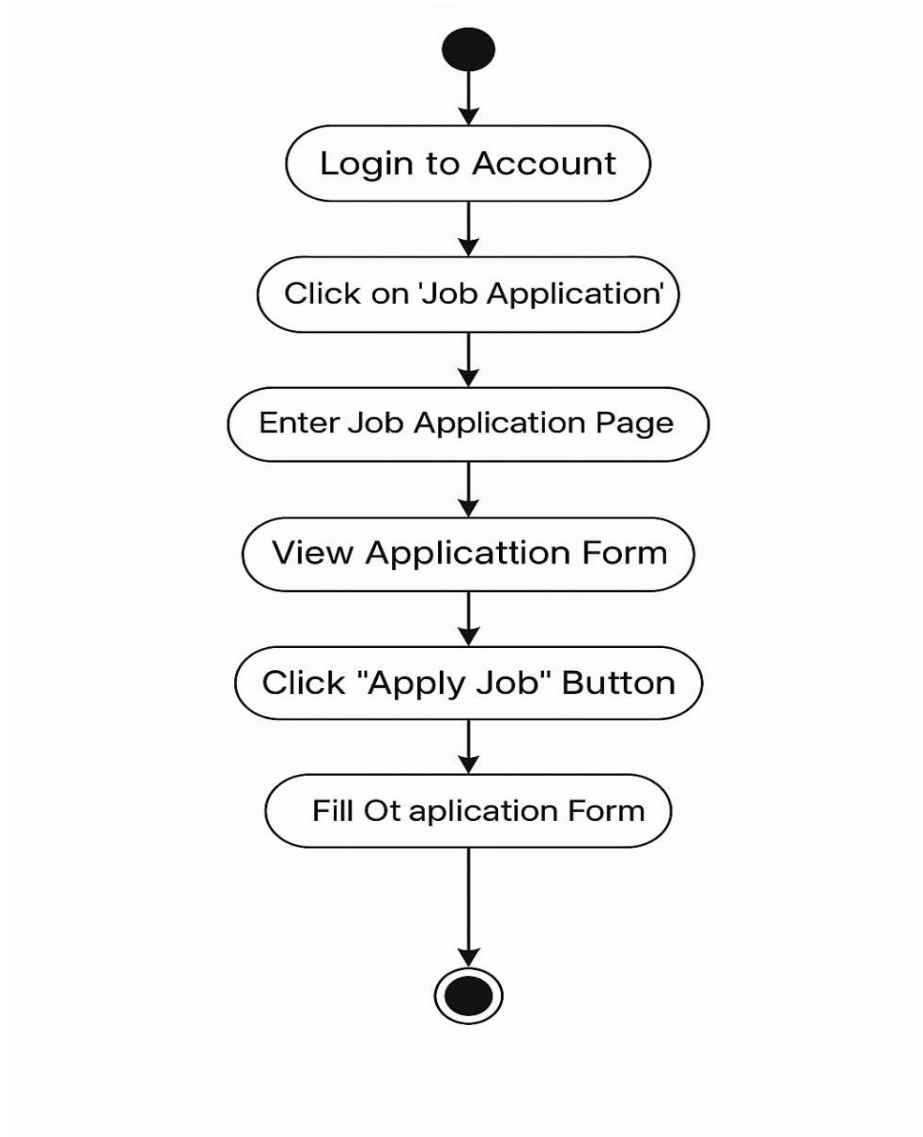 Login to Account
Click on 'Job Application'
Enter Job Application Page
View Applicattion Form
Click "Apply Job" Button
Fill Ot aplication Form